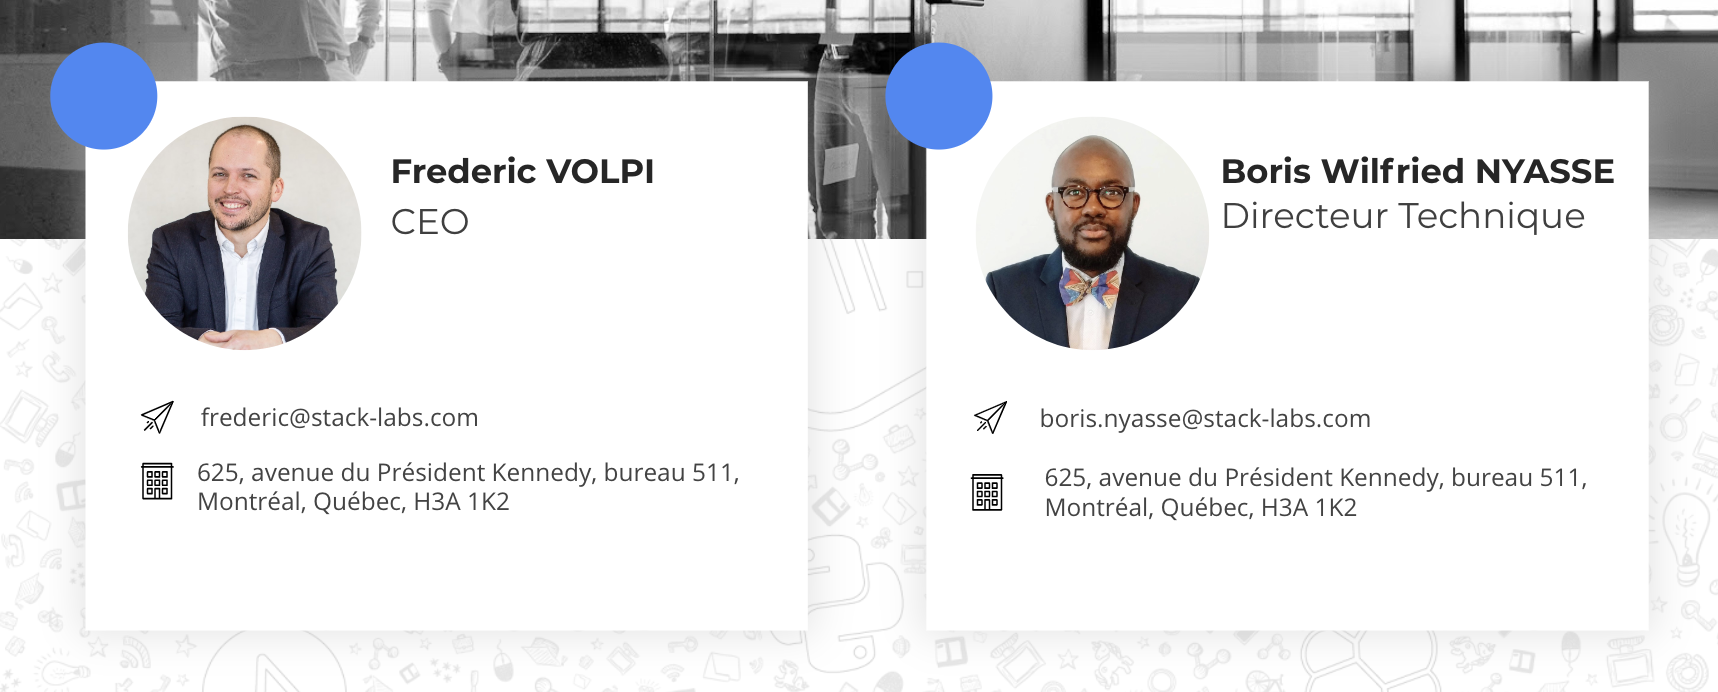 Frederic VOLPI
CEO
frederic@stack-labs.com
625, avenue du Président Kennedy, bureau 511,
Montréal, Québec, H3A 1K2
Boris Wilfried NYASSE
Directeur Technique
boris.nyasse@stack-labs.com
625, avenue du Président Kennedy, bureau 511,
Montréal, Québec, H3A 1K2